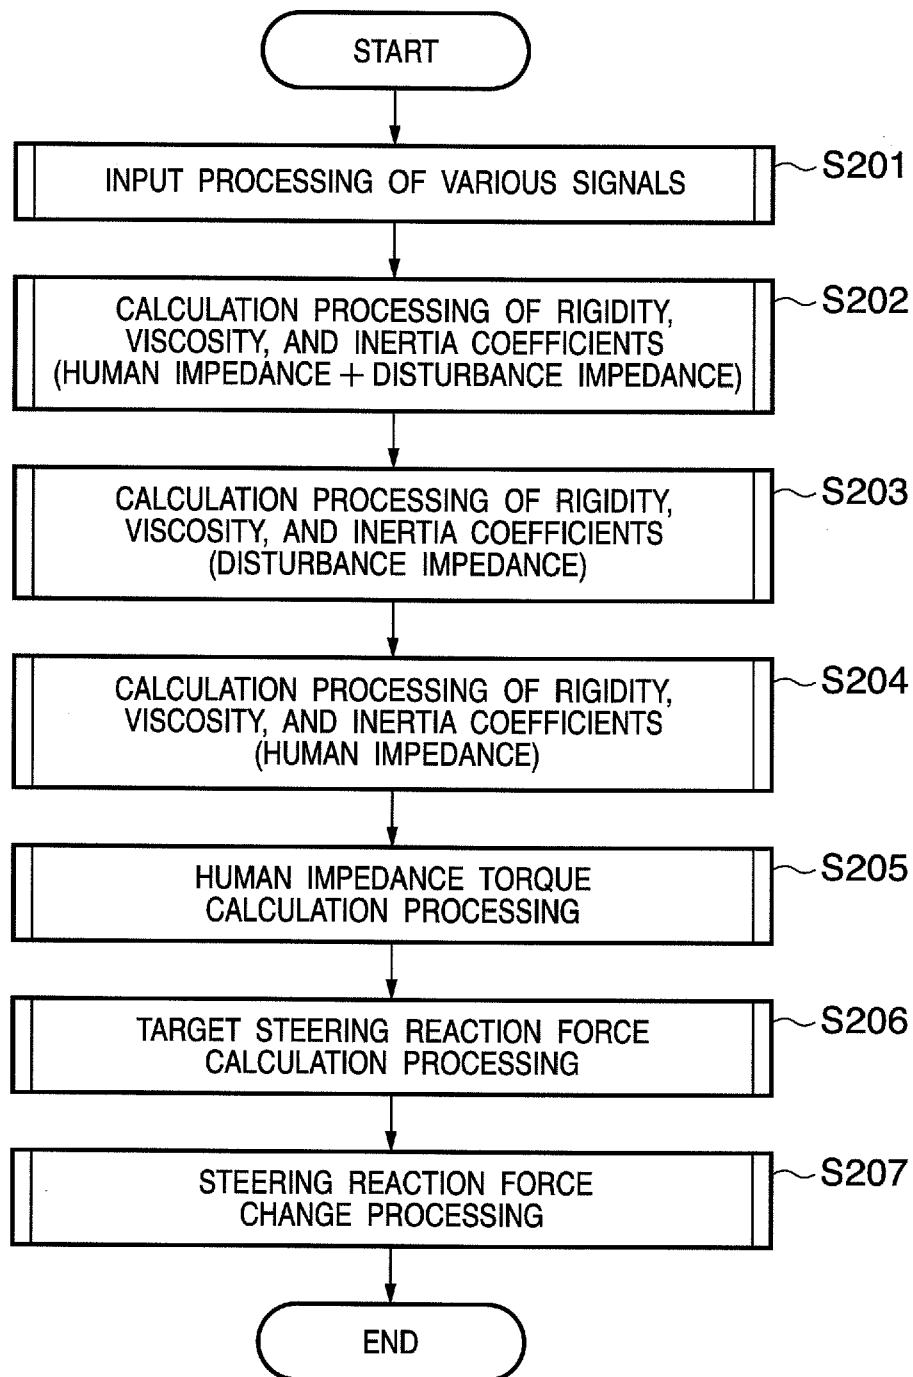 START
INPUT PROCESSING OF VARIOUS SIGNALS
S201
CALCULATION PROCESSING OF RIGIDITY,
VISCOSITY, AND INERTIA COEFFICIENTS
(HUMAN IMPEDANCE + DISTURBANCE IMPEDANCE)
S202
CALCULATION PROCESSING OF RIGIDITY,
VISCOSITY, AND INERTIA COEFFICIENTS
(DISTURBANCE IMPEDANCE)
S203
CALCULATION PROCESSING OF RIGIDITY,
VISCOSITY, AND INERTIA COEFFICIENTS
(HUMAN IMPEDANCE)
S204
HUMAN IMPEDANCE TORQUE
CALCULATION PROCESSING
S205
TARGET STEERING REACTION FORCE
CALCULATION PROCESSING
S206
STEERING REACTION FORCE
CHANGE PROCESSING
S207
END